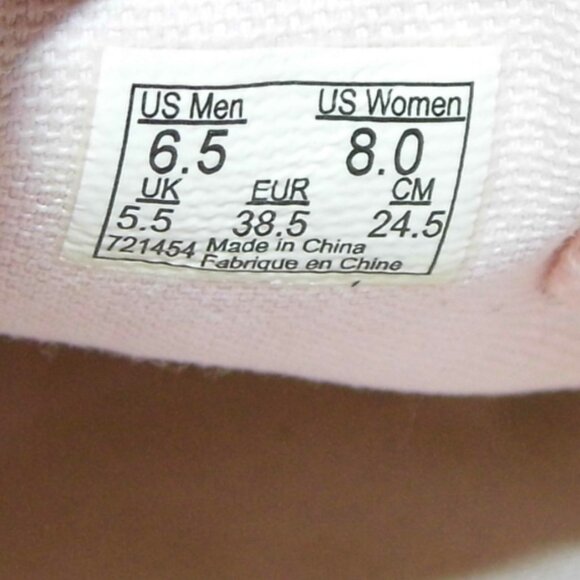 US Men US Women
6.5 8.0
UK EUR CM
5.5 38.5 24.5
721454 Made in China
Fabrique en Chine